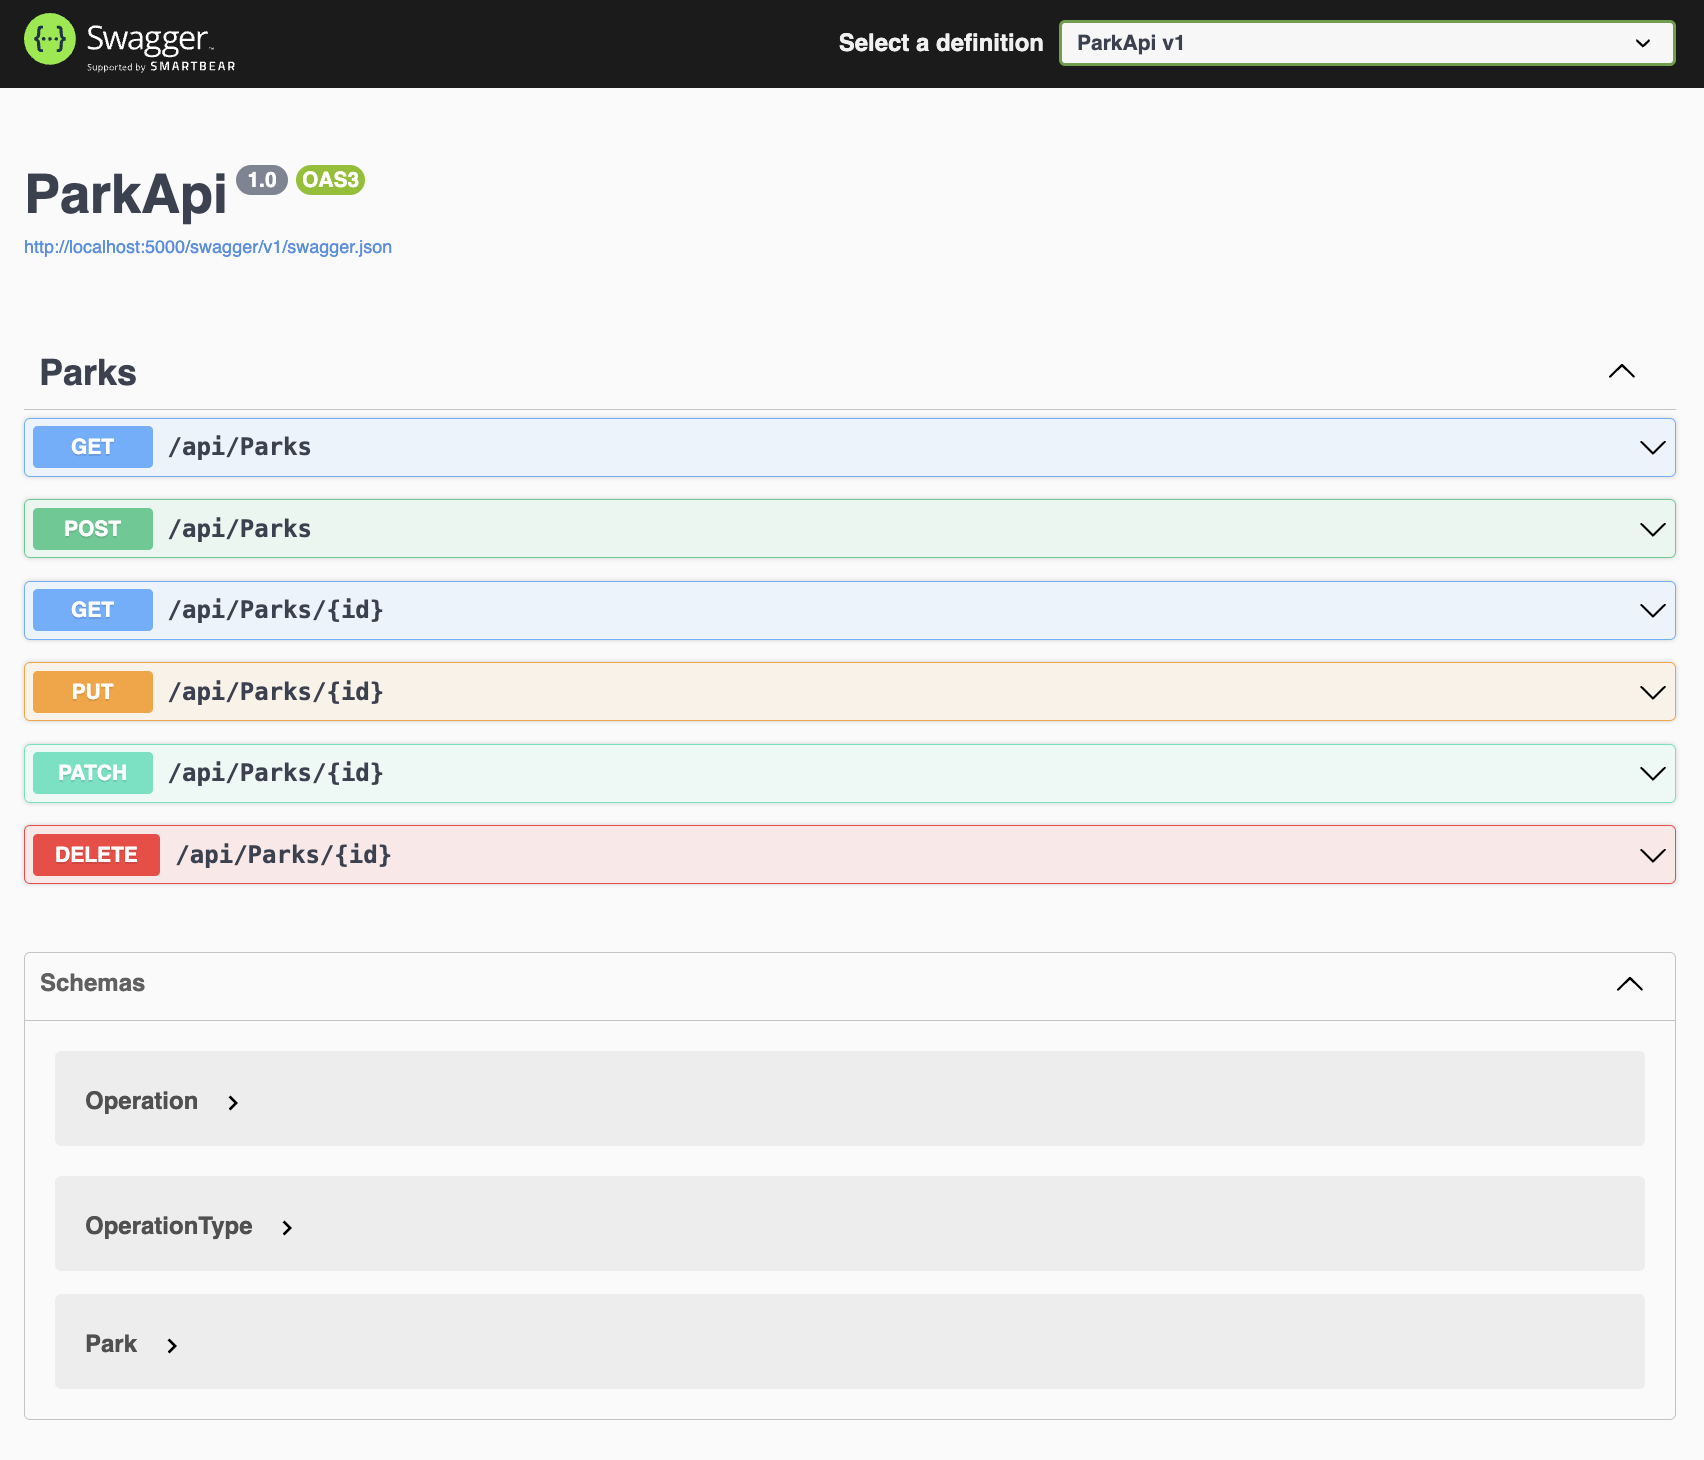 {...} Swagger™
Supported by SMARTBEAR
Select a definition
ParkApi v1
ParkApi 1.0 OAS3
http://localhost:5000/swagger/v1/swagger.json
Parks
GET /api/Parks
POST /api/Parks
GET /api/Parks/{id}
PUT /api/Parks/{id}
PATCH /api/Parks/{id}
DELETE /api/Parks/{id}
Schemas
Operation
OperationType
Park